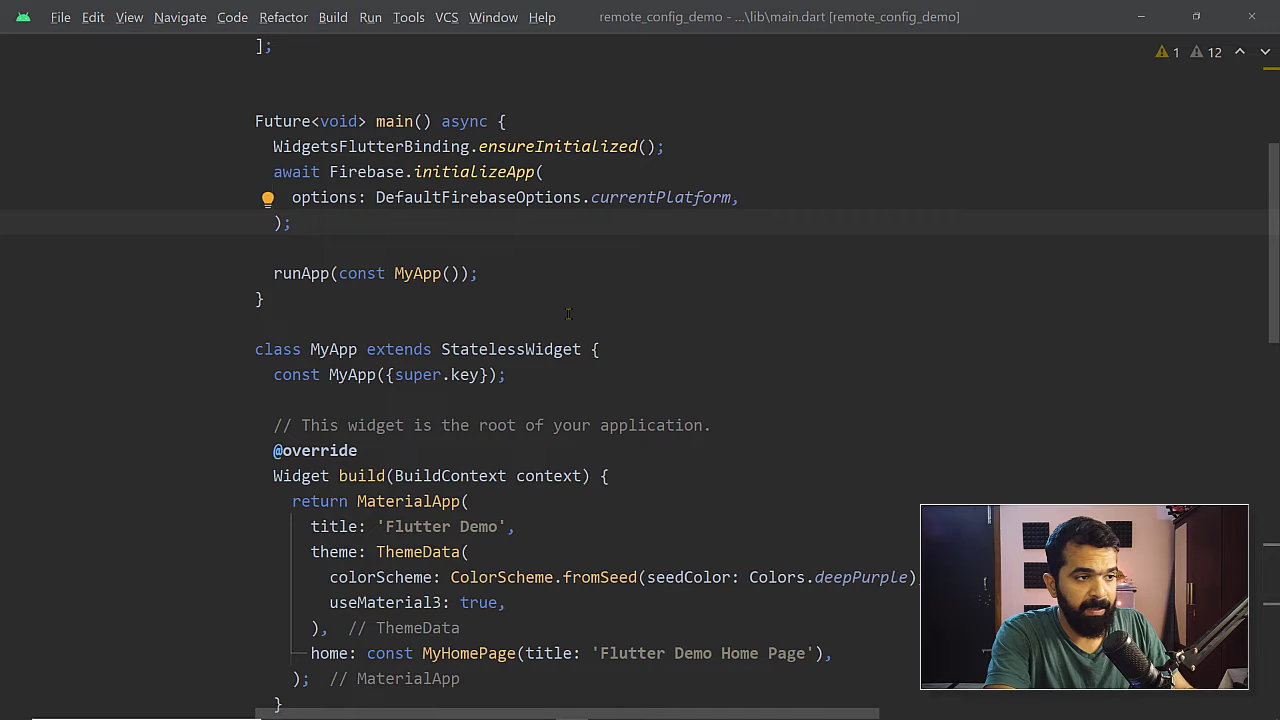 File Edit View Navigate Code Refactor Build Run Tools VCS Window Help remote_config_demo - ...\lib\main.dart [remote_config_demo]
];
1 12
Future<void> main() async {
WidgetsFlutterBinding.ensureInitialized();
await Firebase.initializeApp(
options: DefaultFirebaseOptions.currentPlatform,
);
runApp(const MyApp());
}
class MyApp extends StatelessWidget {
const MyApp({super.key});
// This widget is the root of your application.
@override
Widget build(BuildContext context) {
return MaterialApp(
title: 'Flutter Demo',
theme: ThemeData(
colorScheme: ColorScheme.fromSeed(seedColor: Colors.deepPurple)
useMaterial3: true,
), // ThemeData
home: const MyHomePage(title: 'Flutter Demo Home Page'),
); // MaterialApp
}